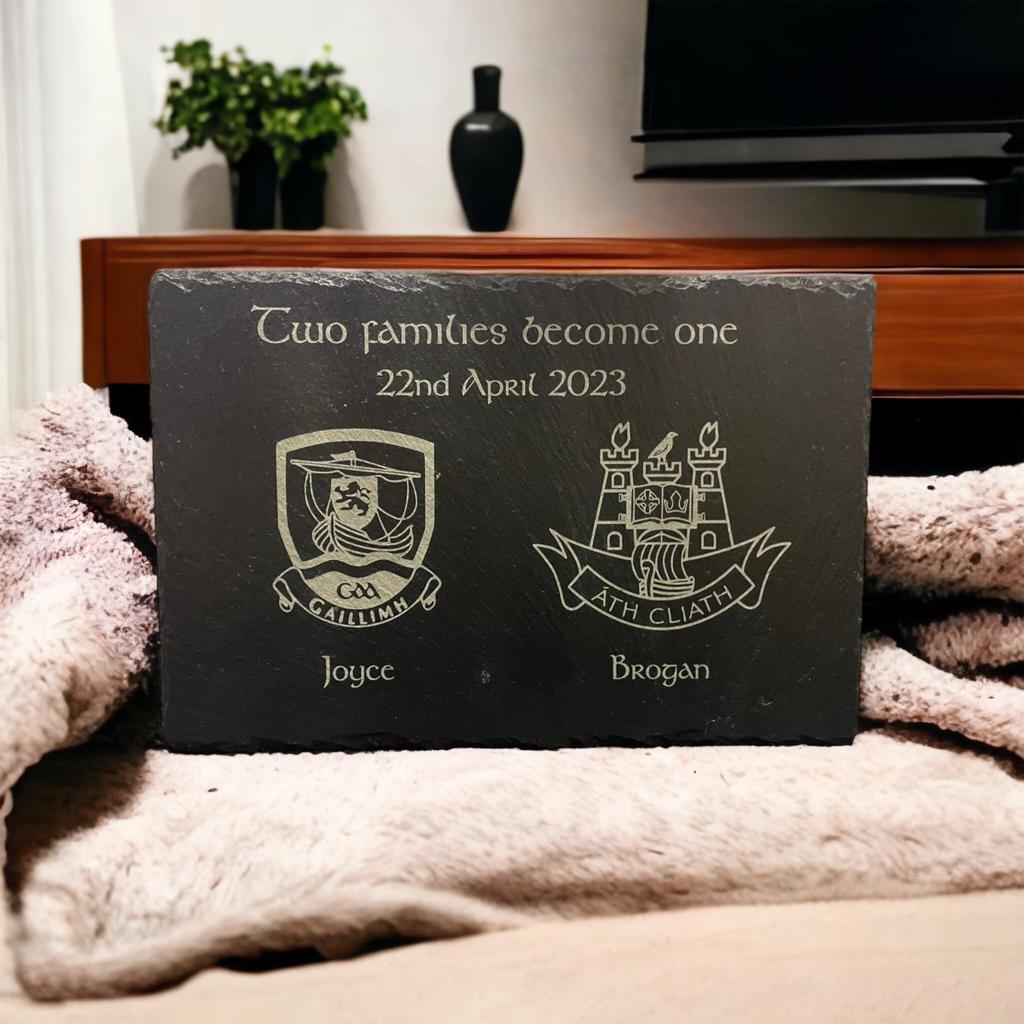 Two families become one
22nd April 2023
GAA
GAILLIMH
ÁTH CLIATH
Joyce
Brogan